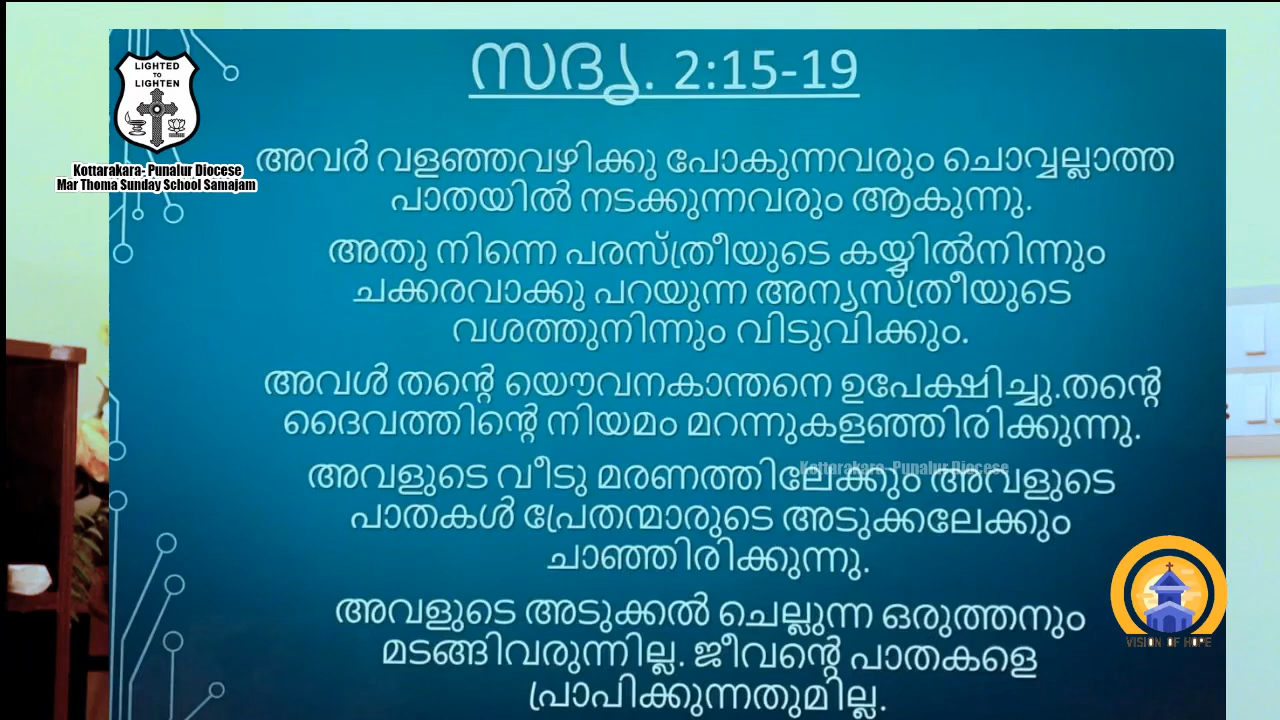 സദൃ. 2:15-19
LIGHTED
TO
LIGHTEN
Kottarakara- Punalur Diocese
Mar Thoma Sunday School Samajam
അവർ വളഞ്ഞവഴിക്കു പോകുന്നവരും ചൊവ്വല്ലാത്ത
പാതയിൽ നടക്കുന്നവരും ആകുന്നു.
അതു നിന്നെ പരസ്ത്രീയുടെ കയ്യിൽനിന്നും
ചക്കരവാക്കു പറയുന്ന അന്യസ്ത്രീയുടെ
വശത്തുനിന്നും വിടുവിക്കും.
അവൾ തന്റെ യൌവനകാന്തനെ ഉപേക്ഷിച്ചു.തന്റെ
ദൈവത്തിന്റെ നിയമം മറന്നുകളഞ്ഞിരിക്കുന്നു.
Kottarakara- Punalur Diocese
അവളുടെ വീടു മരണത്തിലേക്കും അവളുടെ
പാതകൾ പ്രേതന്മാരുടെ അടുക്കലേക്കും
ചാഞ്ഞിരിക്കുന്നു.
അവളുടെ അടുക്കൽ ചെല്ലുന്ന ഒരുത്തനും
മടങ്ങിവരുന്നില്ല. ജീവന്റെ പാതകളെ
പ്രാപിക്കുന്നതുമില്ല.
VISION OF HOPE